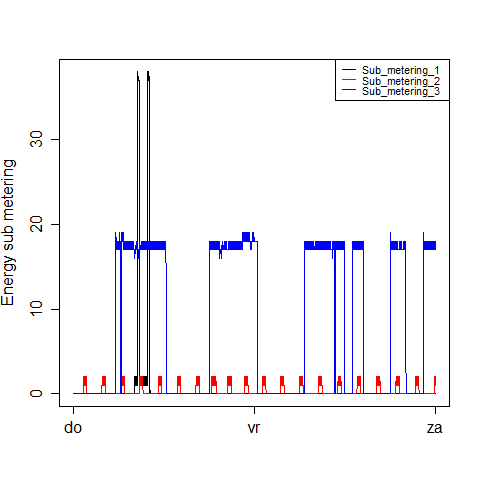 Sub_metering_1
Sub_metering_2
Sub_metering_3
Energy sub metering
30
20
10
0
do vr za